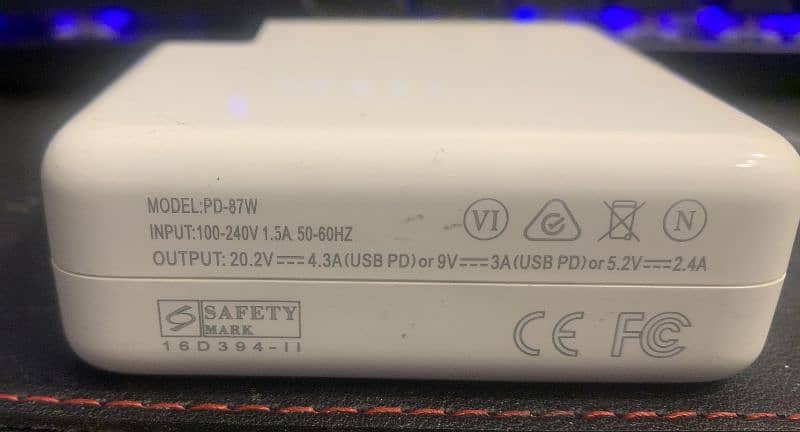 MODEL:PD-87W
INPUT:100-240V 1.5A 50-60HZ
OUTPUT: 20.2V⎓4.3A(USB PD) or 9V⎓3A(USB PD) or 5.2V⎓2.4A
VI
N
SAFETY
MARK
16D394-II
CE FC